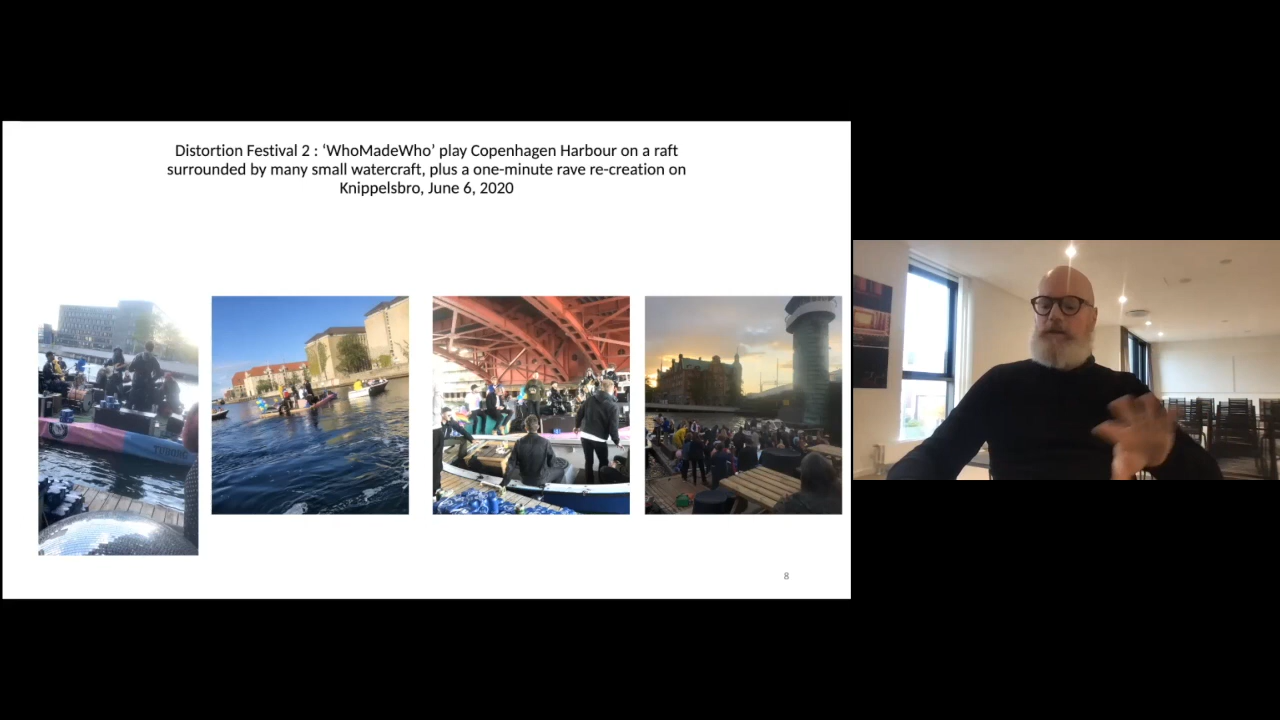 Distortion Festival 2 : ‘WhoMadeWho’ play Copenhagen Harbour on a raft
surrounded by many small watercraft, plus a one-minute rave re-creation on
Knippelsbro, June 6, 2020
TUBORG
8